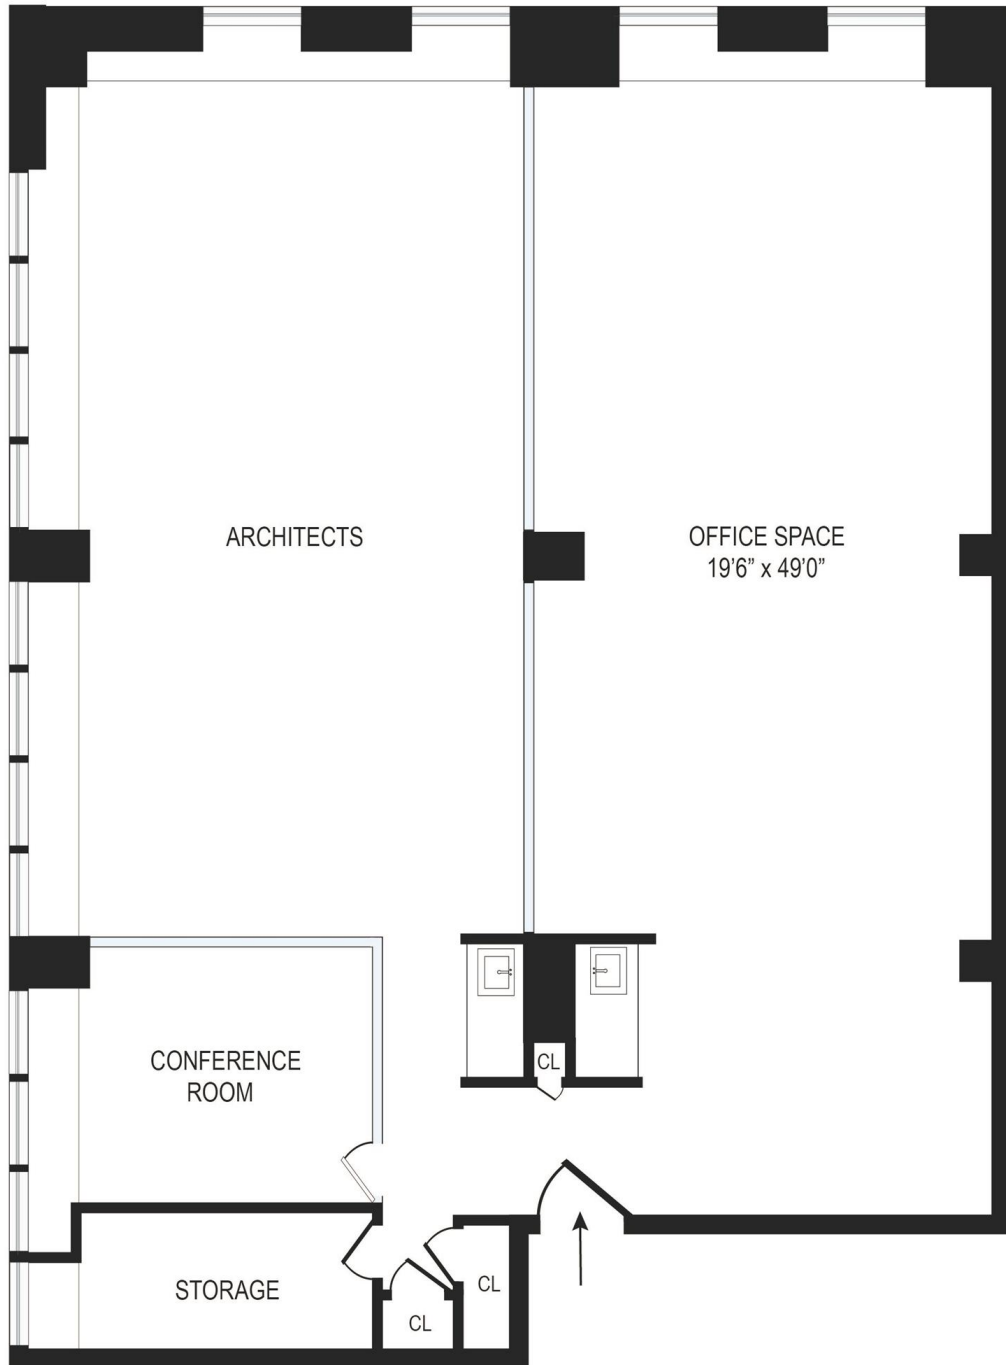 ARCHITECTS
OFFICE SPACE
19'6" x 49'0"
CONFERENCE
ROOM
CL
STORAGE
CL
CL